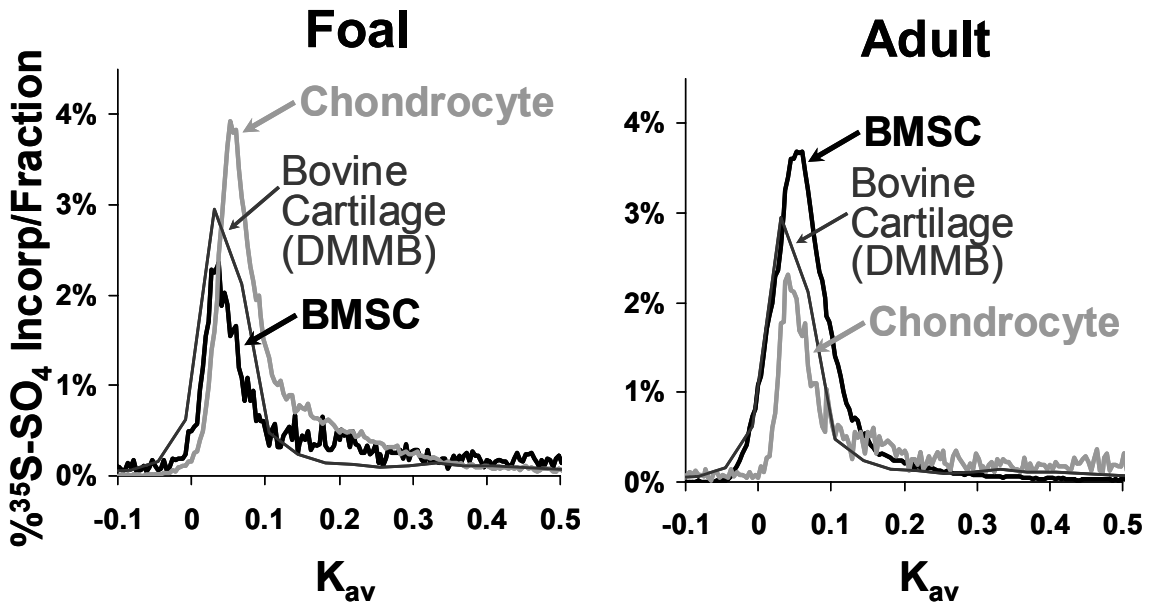 Foal
%³⁵S-SO₄ Incorp/Fraction
4%
3%
2%
1%
0%
Chondrocyte
Bovine
Cartilage
(DMMB)
BMSC
-0.1 0 0.1 0.2 0.3 0.4 0.5
Kav
Adult
4%
3%
2%
1%
0%
BMSC
Bovine
Cartilage
(DMMB)
Chondrocyte
-0.1 0 0.1 0.2 0.3 0.4 0.5
Kav